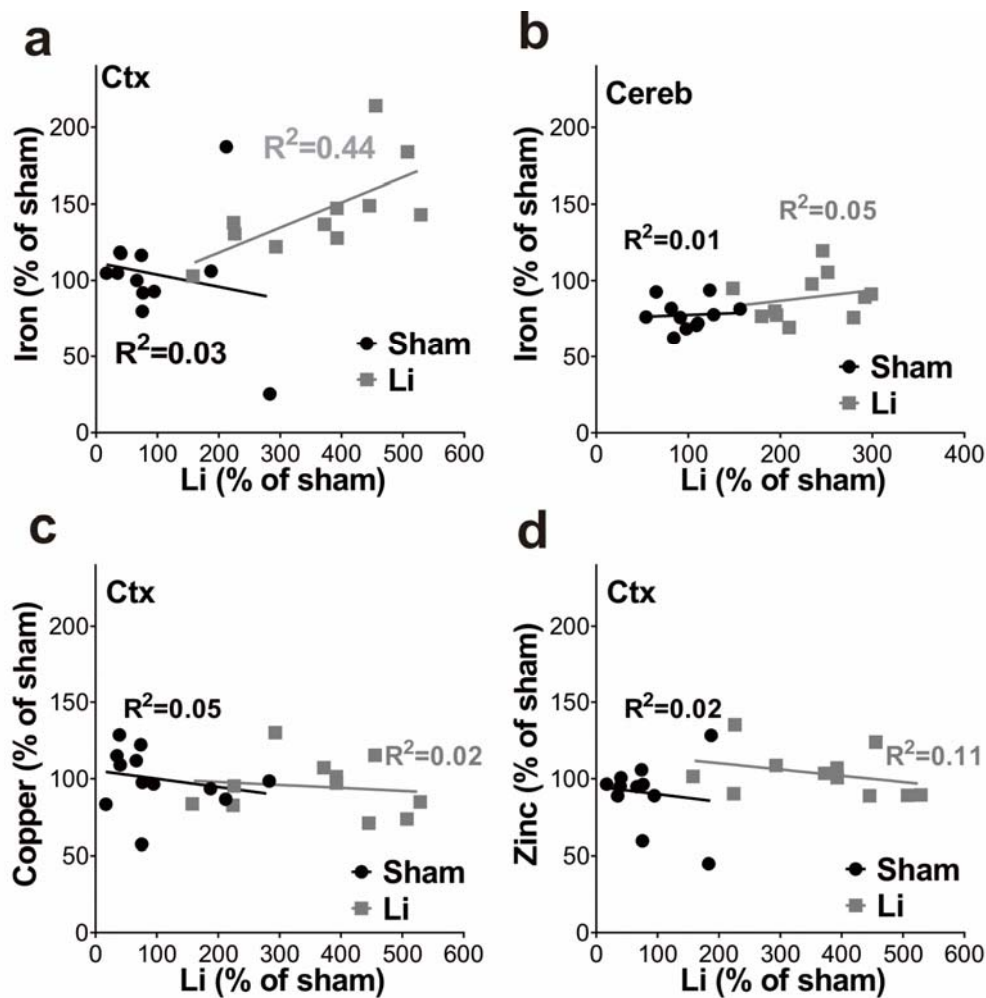 a
Ctx
Iron (% of sham)
200
150
100
50
0
R²=0.44
R²=0.03
Sham
Li
0 100 200 300 400 500 600
Li (% of sham)
b
Cereb
Iron (% of sham)
200
150
100
50
0
R²=0.01
R²=0.05
Sham
Li
0 100 200 300 400
Li (% of sham)
c
Ctx
Copper (% of sham)
200
150
100
50
0
R²=0.05
R²=0.02
Sham
Li
0 100 200 300 400 500 600
Li (% of sham)
d
Ctx
Zinc (% of sham)
200
150
100
50
0
R²=0.02
R²=0.11
Sham
Li
0 100 200 300 400 500 600
Li (% of sham)